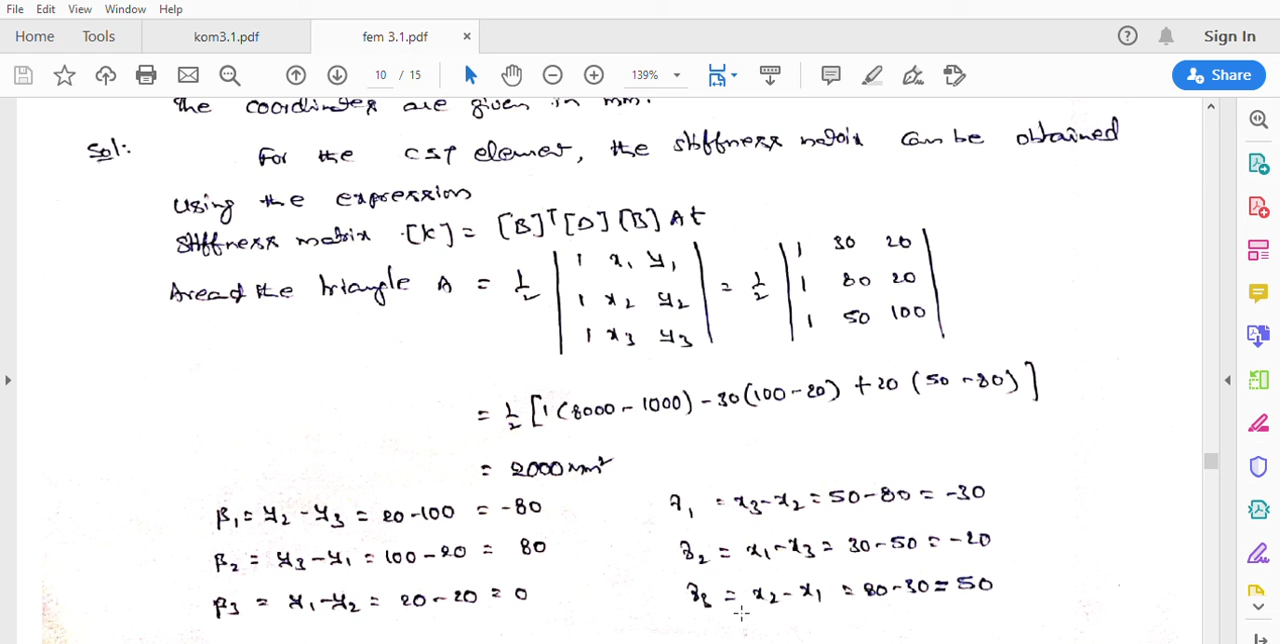 File Edit View Window Help
Home Tools kom3.1.pdf fem 3.1.pdf × Sign In
10 / 15 139% Share
The coordinates are given in mm.
Sol: For the CST element, the stiffness matrix can be obtained
using the expression
Stiffness matrix [K] = [B]ᵀ [D] [B] At
Area of the triangle A = 1/2 | 1 x₁ y₁ | = 1/2 | 1 30 20 |
| 1 x₂ y₂ | | 1 80 20 |
| 1 x₃ y₃ | | 1 50 100 |
= 1/2 [1(8000-1000) - 30(100-20) + 20(50-80)]
= 2000mm²
β₁ = y₂-y₃ = 20-100 = -80 γ₁ = x₃-x₂ = 50-80 = -30
β₂ = y₃-y₁ = 100-20 = 80 γ₂ = x₁-x₃ = 30-50 = -20
β₃ = y₁-y₂ = 20-20 = 0 γ₃ = x₂-x₁ = 80-30 = 50